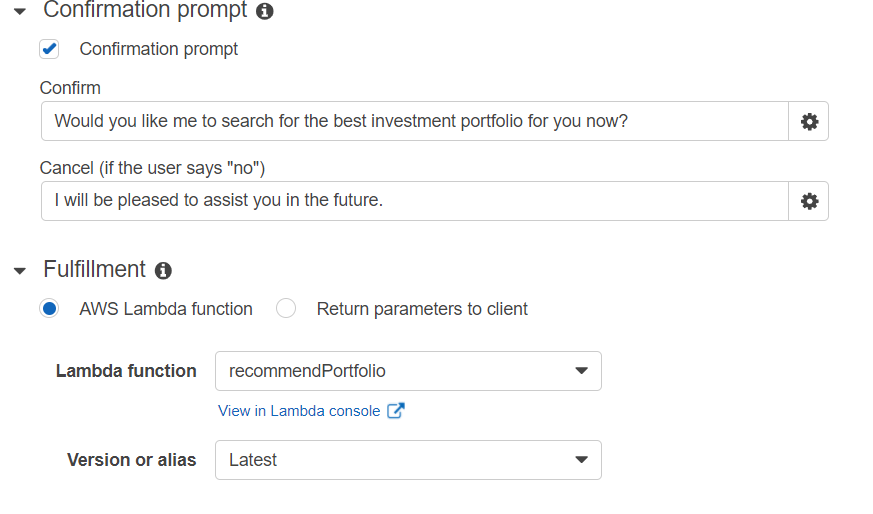 Confirmation prompt
Confirmation prompt
Confirm
Would you like me to search for the best investment portfolio for you now?
Cancel (if the user says "no")
I will be pleased to assist you in the future.
Fulfillment
AWS Lambda function Return parameters to client
Lambda function recommendPortfolio
View in Lambda console
Version or alias Latest